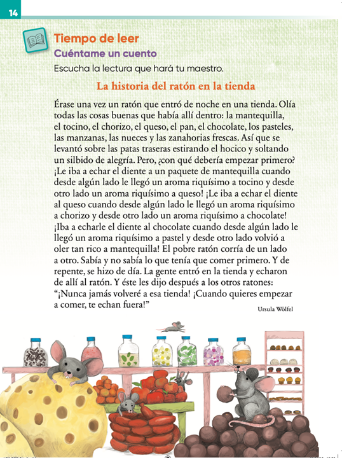 14
Tiempo de leer
Cuéntame un cuento
Escucha la lectura que hará tu maestro.
La historia del ratón en la tienda
Érase una vez un ratón que entró de noche en una tienda. Olía
todas las cosas buenas que había allí dentro: la mantequilla,
el tocino, el chorizo, el queso, el pan, el chocolate, los pasteles,
las manzanas, las nueces y las zanahorias frescas. Así que se
levantó sobre las patas traseras estirando el hocico y soltando
un silbido de alegría. Pero, ¿con qué debería empezar primero?
¡Le iba a echar el diente a un paquete de mantequilla cuando
desde algún lado le llegó un aroma riquísimo a tocino y desde
otro lado un aroma riquísimo a queso! ¡Le iba a echar el diente
al queso cuando desde algún lado le llegó un aroma riquísimo
a chorizo y desde otro lado un aroma riquísimo a chocolate!
¡Iba a echarle el diente al chocolate cuando desde algún lado le
llegó un aroma riquísimo a pastel y desde otro lado volvió a
oler tan rico a mantequilla! El pobre ratón corría de un lado
a otro. Sabía y no sabía lo que tenía que comer primero. Y de
repente, se hizo de día. La gente entró en la tienda y echaron
de allí al ratón. Y éste les dijo después a los otros ratones:
“¡Nunca jamás volveré a esa tienda! ¡Cuando quieres empezar
a comer, te echan fuera!”
Ursula Wölfel